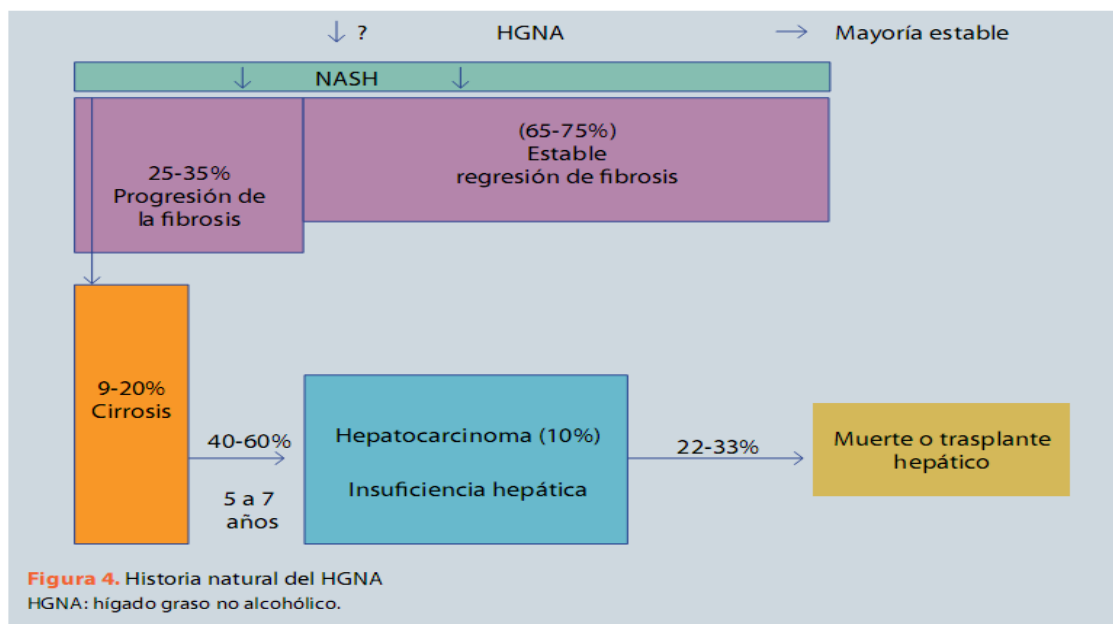 ↓ ? HGNA → Mayoría estable
NASH
25-35%
Progresión de
la fibrosis
(65-75%)
Estable
regresión de fibrosis
9-20%
Cirrosis
40-60%
5 a 7
años
Hepatocarcinoma (10%)
Insuficiencia hepática
22-33%
Muerte o trasplante
hepático
Figura 4. Historia natural del HGNA
HGNA: hígado graso no alcohólico.